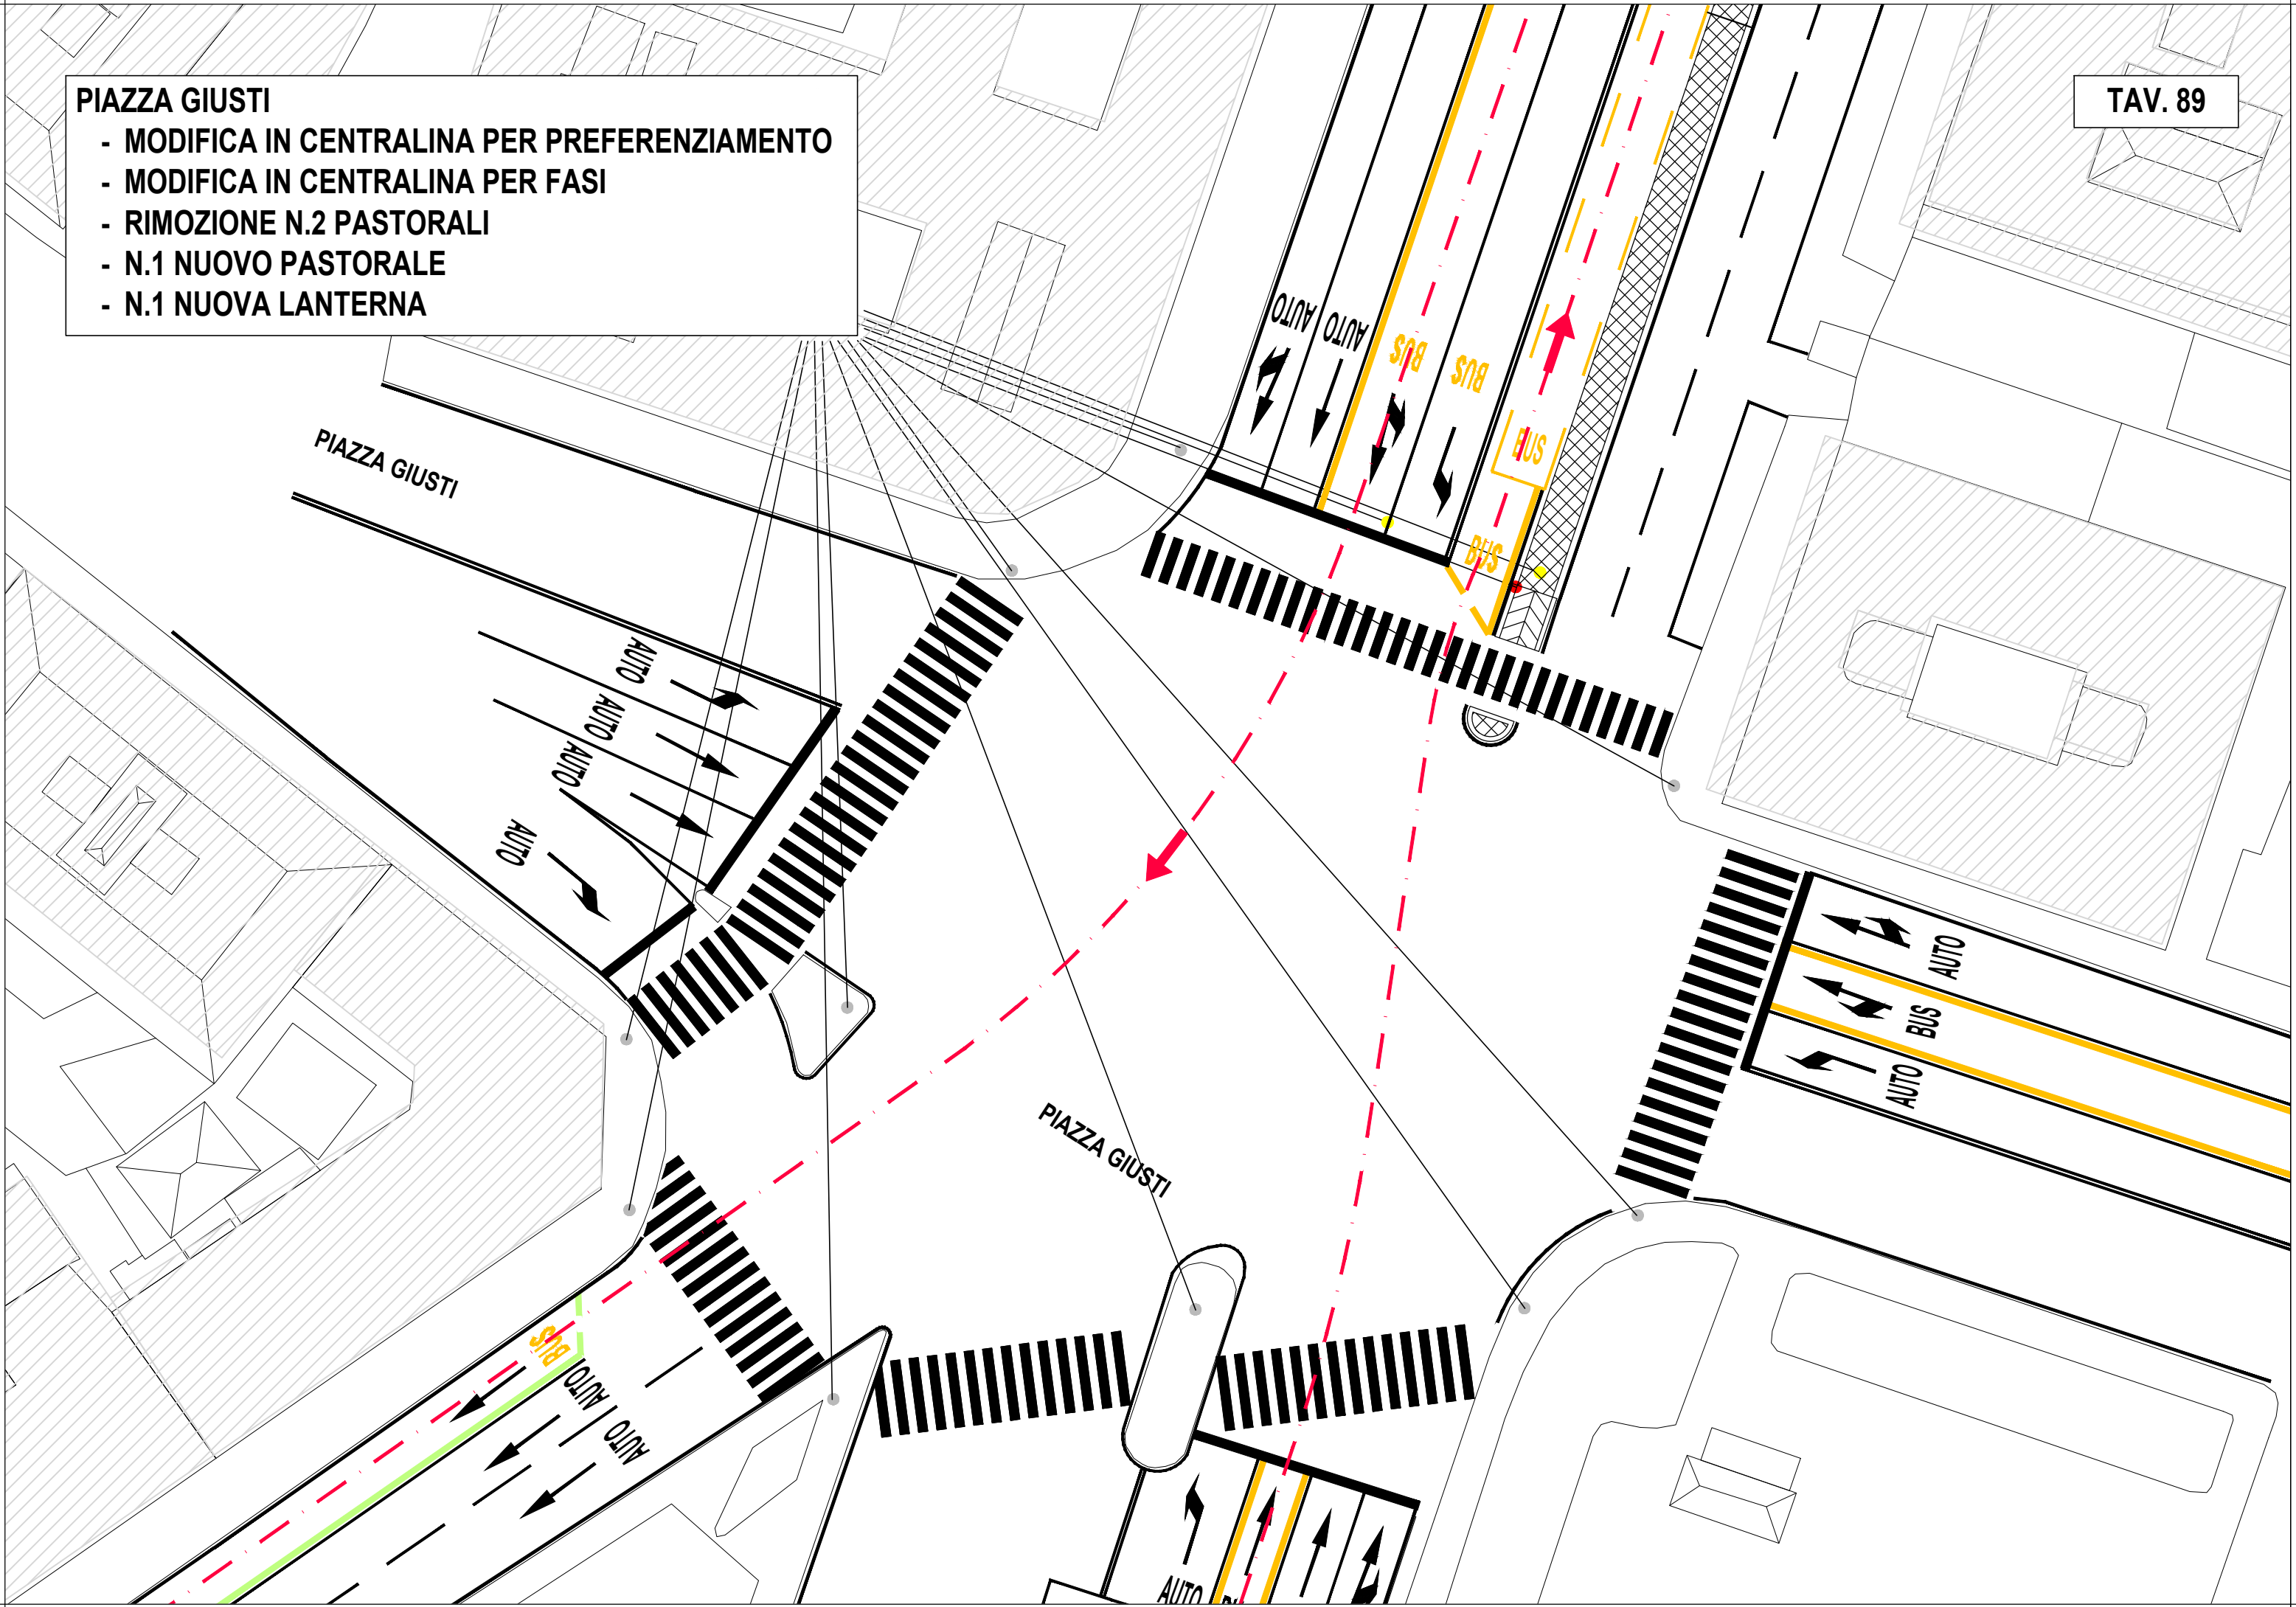 PIAZZA GIUSTI
- MODIFICA IN CENTRALINA PER PREFERENZIAMENTO
- MODIFICA IN CENTRALINA PER FASI
- RIMOZIONE N.2 PASTORALI
- N.1 NUOVO PASTORALE
- N.1 NUOVA LANTERNA
TAV. 89
AUTO
AUTO
BUS
BUS
BUS
BUS
PIAZZA GIUSTI
AUTO
AUTO
AUTO
AUTO
AUTO
BUS
AUTO
PIAZZA GIUSTI
BUS
AUTO
AUTO
AUTO